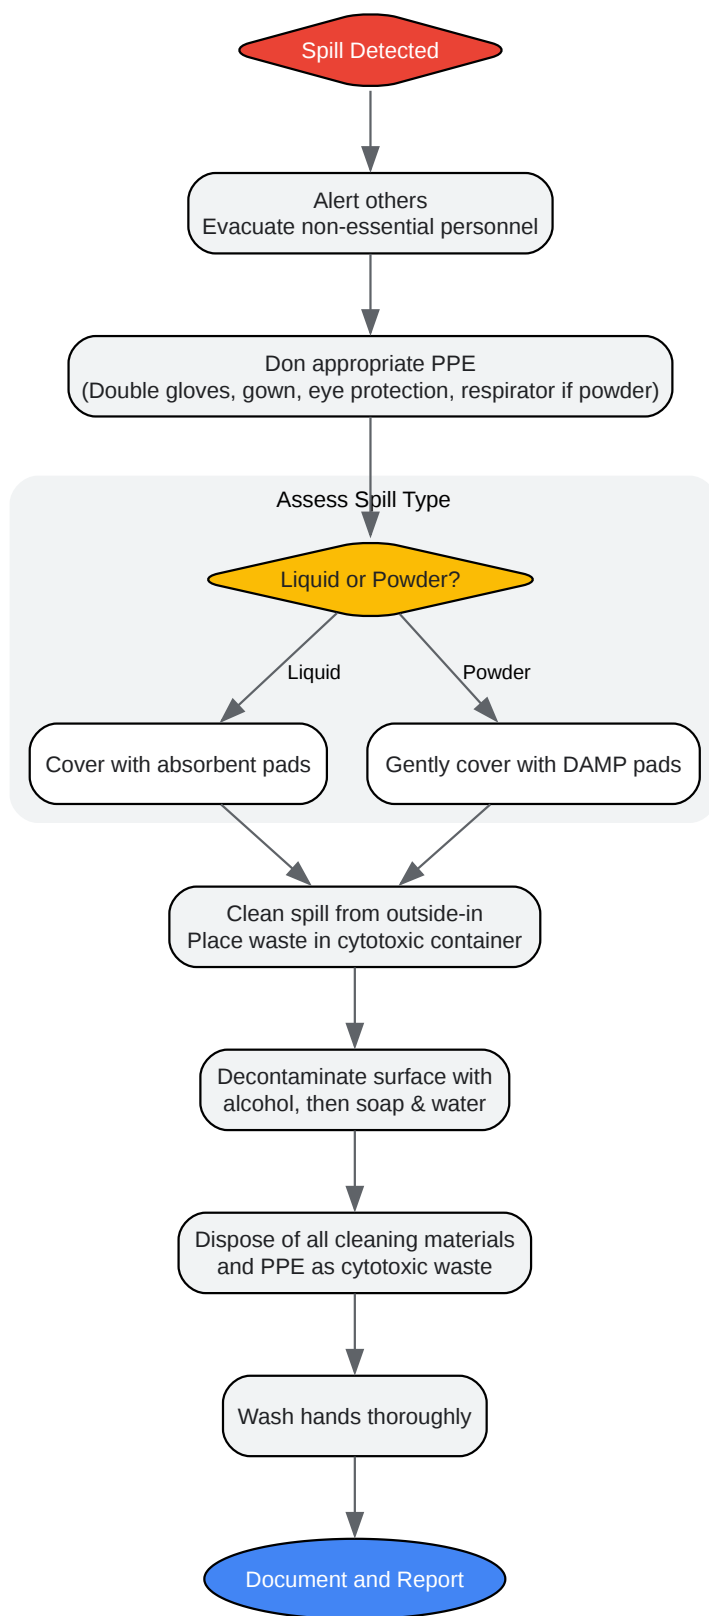 Spill Detected
Alert others
Evacuate non-essential personnel
Don appropriate PPE
(Double gloves, gown, eye protection, respirator if powder)
Assess Spill Type
Liquid or Powder?
Liquid
Powder
Cover with absorbent pads
Gently cover with DAMP pads
Clean spill from outside-in
Place waste in cytotoxic container
Decontaminate surface with
alcohol, then soap & water
Dispose of all cleaning materials
and PPE as cytotoxic waste
Wash hands thoroughly
Document and Report